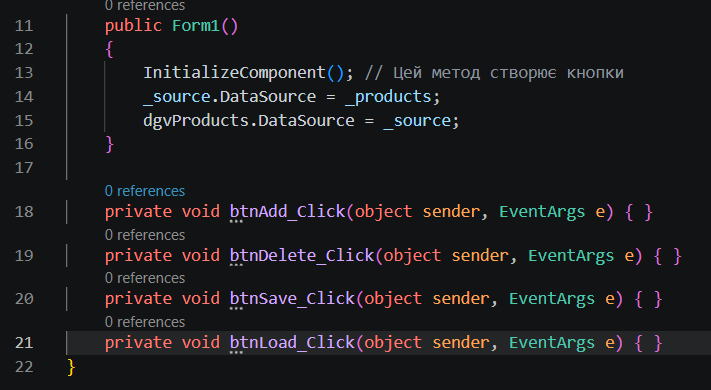 0 references
11 public Form1()
12 {
13 InitializeComponent(); // Цей метод створює кнопки
14 _source.DataSource = _products;
15 dgvProducts.DataSource = _source;
16 }
17
0 references
18 private void btnAdd_Click(object sender, EventArgs e) { }
0 references
19 private void btnDelete_Click(object sender, EventArgs e) { }
0 references
20 private void btnSave_Click(object sender, EventArgs e) { }
0 references
21 private void btnLoad_Click(object sender, EventArgs e) { }
22 }